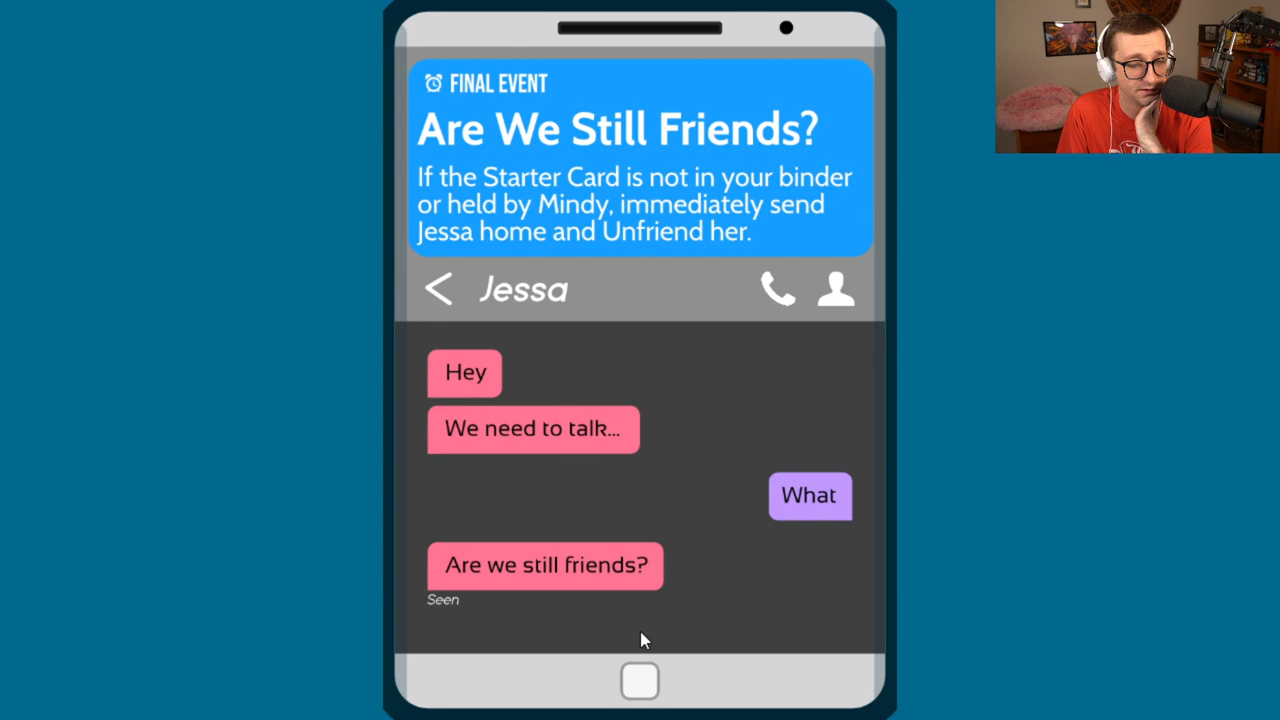 FINAL EVENT
Are We Still Friends?
If the Starter Card is not in your binder
or held by Mindy, immediately send
Jessa home and Unfriend her.
Jessa
Hey
We need to talk...
What
Are we still friends?
Seen